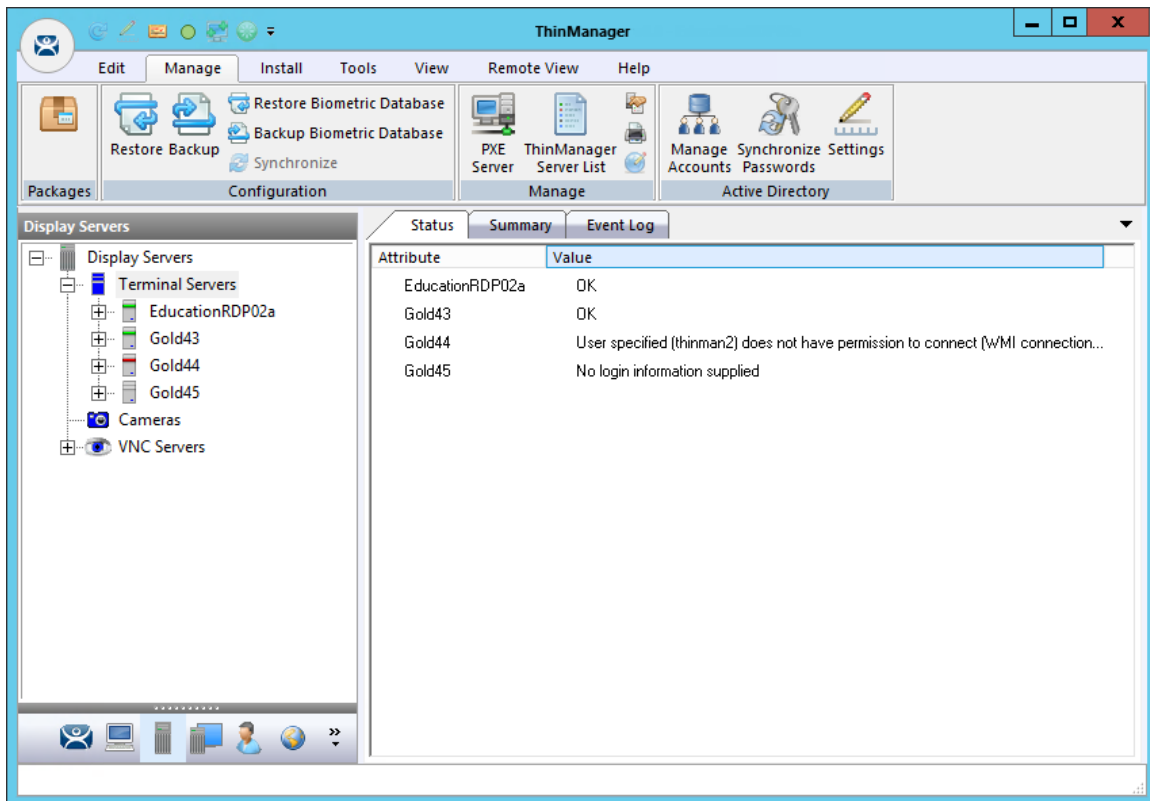 ThinManager
Edit Manage Install Tools View Remote View Help
Restore Backup
Restore Biometric Database
Backup Biometric Database
Synchronize
PXE Server
ThinManager Server List
Manage Accounts
Synchronize Passwords
Settings
Packages Configuration Manage Active Directory
Display Servers
Display Servers
Terminal Servers
EducationRDP02a
Gold43
Gold44
Gold45
Cameras
VNC Servers
Status Summary Event Log
Attribute Value
EducationRDP02a OK
Gold43 OK
Gold44 User specified (thinman2) does not have permission to connect (WMI connection...
Gold45 No login information supplied